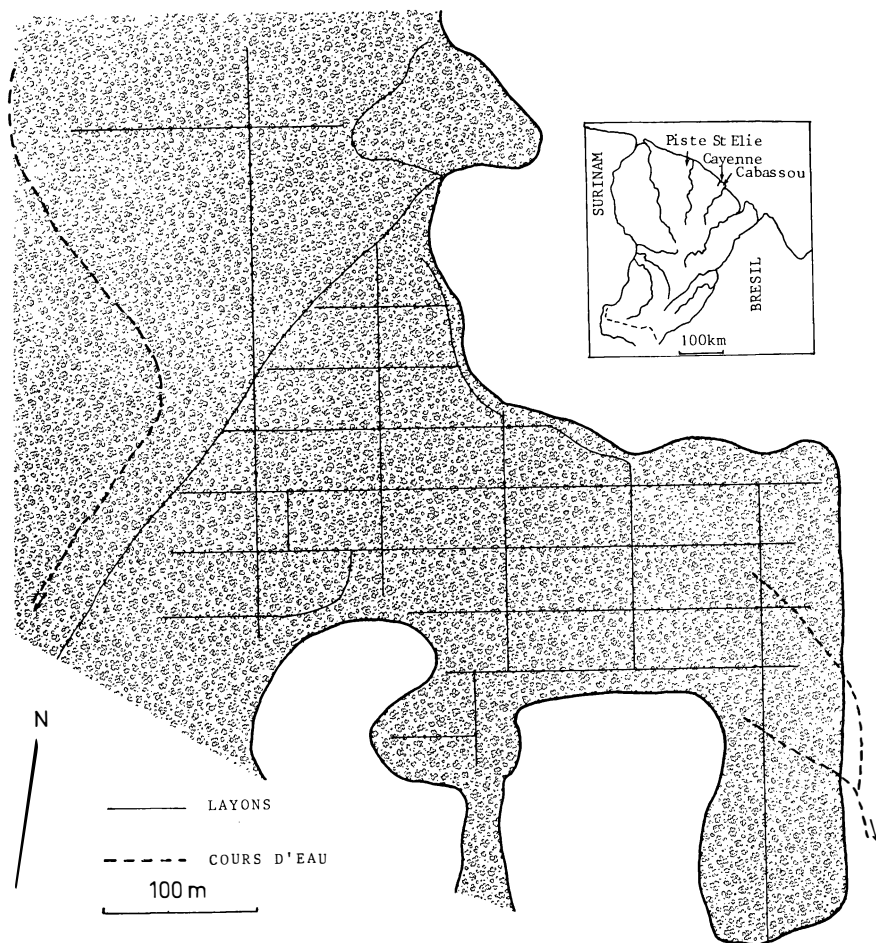 Piste St Elie
Cayenne
Cabassou
SURINAM
BRESIL
100km
N
LAYONS
COURS D'EAU
100 m